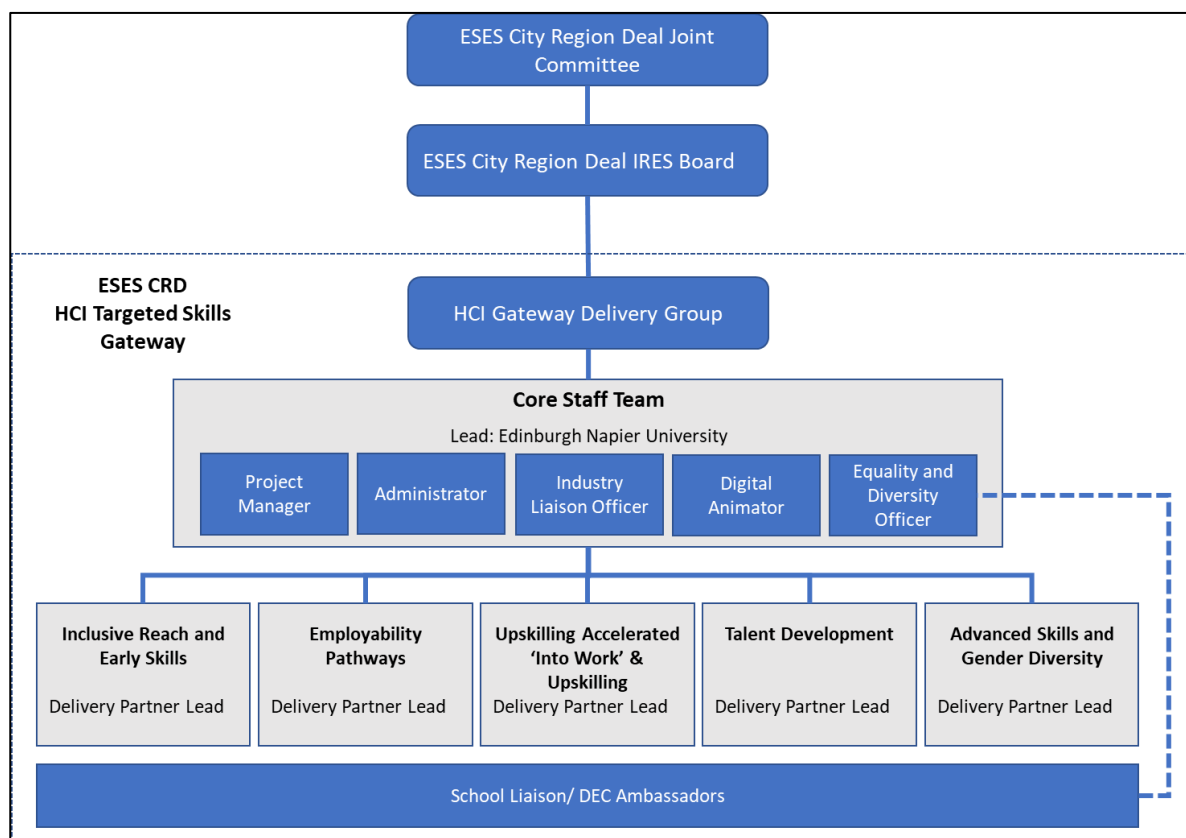 ESES City Region Deal Joint
Committee
ESES City Region Deal IRES Board
ESES CRD
HCI Targeted Skills
Gateway
HCI Gateway Delivery Group
Core Staff Team
Lead: Edinburgh Napier University
Project
Manager
Administrator
Industry
Liaison Officer
Digital
Animator
Equality and
Diversity
Officer
Inclusive Reach and
Early Skills
Delivery Partner Lead
Employability
Pathways
Delivery Partner Lead
Upskilling Accelerated
‘Into Work’ &
Upskilling
Delivery Partner Lead
Talent Development
Delivery Partner Lead
Advanced Skills and
Gender Diversity
Delivery Partner Lead
School Liaison/ DEC Ambassadors